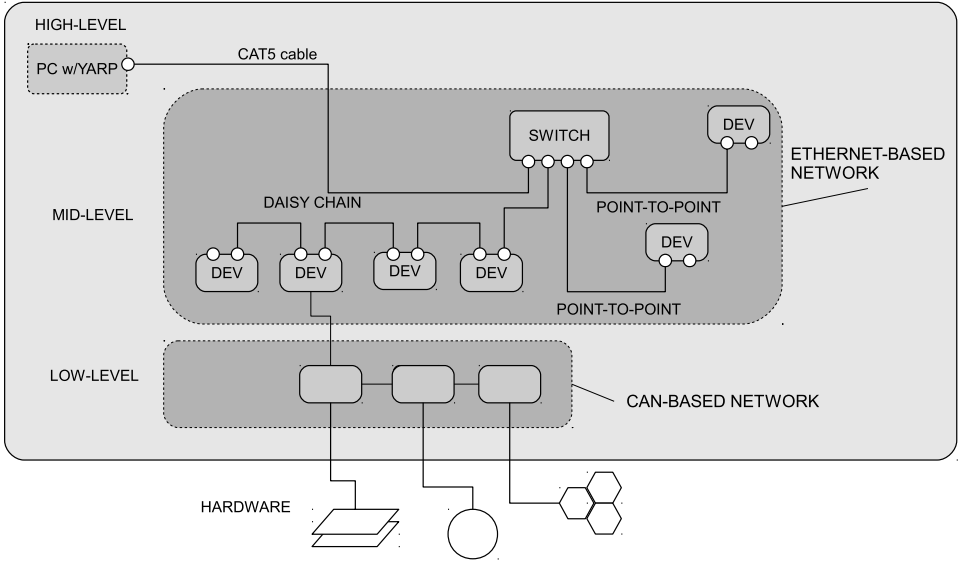 HIGH-LEVEL
PC w/YARP
CAT5 cable
SWITCH
DEV
ETHERNET-BASED
NETWORK
DAISY CHAIN
POINT-TO-POINT
MID-LEVEL
DEV
DEV
DEV
DEV
DEV
POINT-TO-POINT
LOW-LEVEL
CAN-BASED NETWORK
HARDWARE